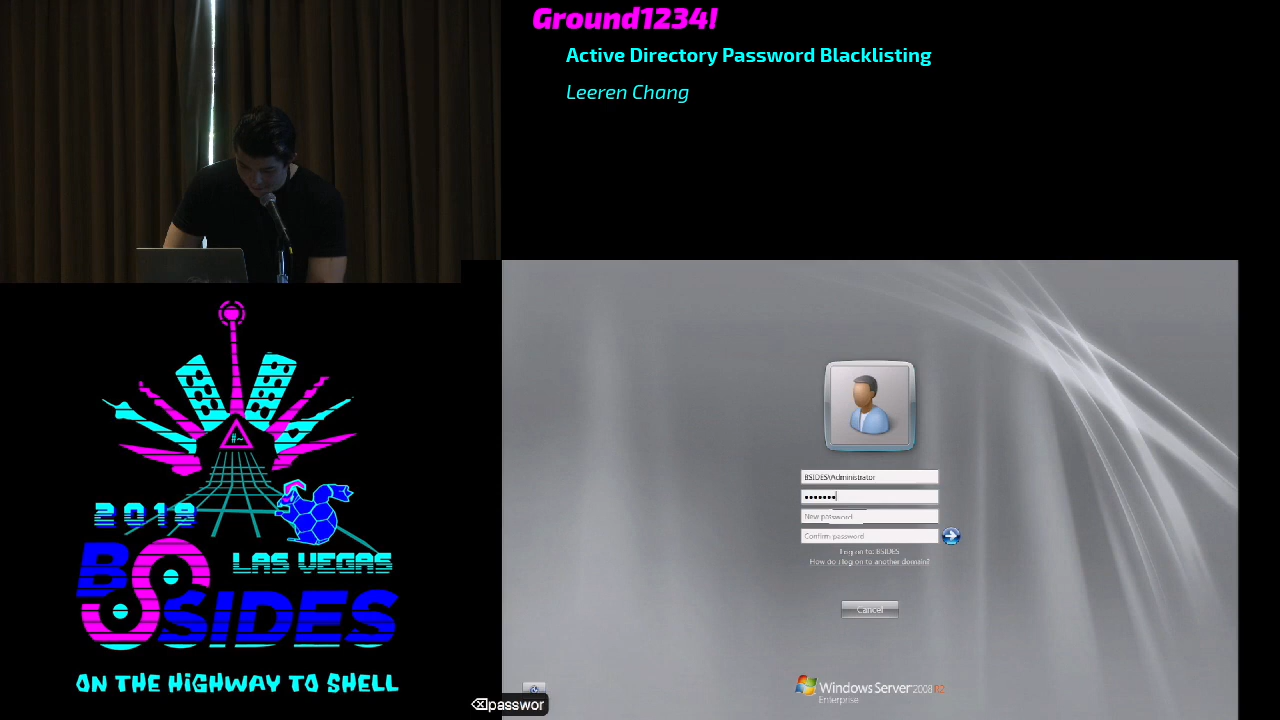 Ground1234!
Active Directory Password Blacklisting
Leeren Chang
#~
2018
BSIDES
LAS VEGAS
ON THE HiGHWAY TO SHELL
BSIDES\Administrator
New password
Confirm password
Log on to: BSIDES
How do I log on to another domain?
Cancel
Windows Server 2008 R2
Enterprise
⌫passwor